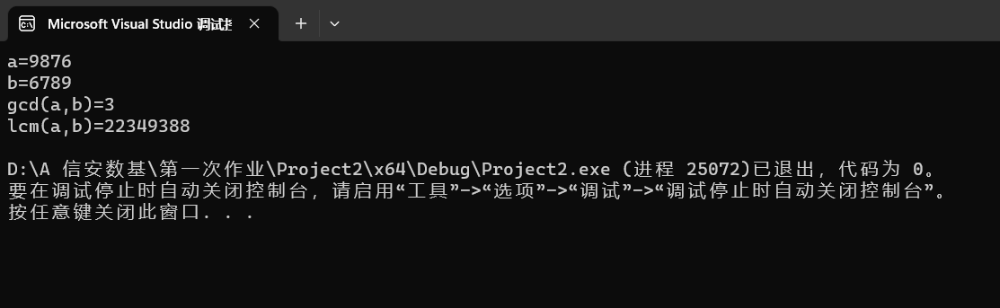 Microsoft Visual Studio 调试
a=9876
b=6789
gcd(a,b)=3
lcm(a,b)=22349388
D:\A 信安数基\第一次作业\Project2\x64\Debug\Project2.exe (进程 25072)已退出，代码为 0。
要在调试停止时自动关闭控制台，请启用“工具”->“选项”->“调试”->“调试停止时自动关闭控制台”。
按任意键关闭此窗口. . .